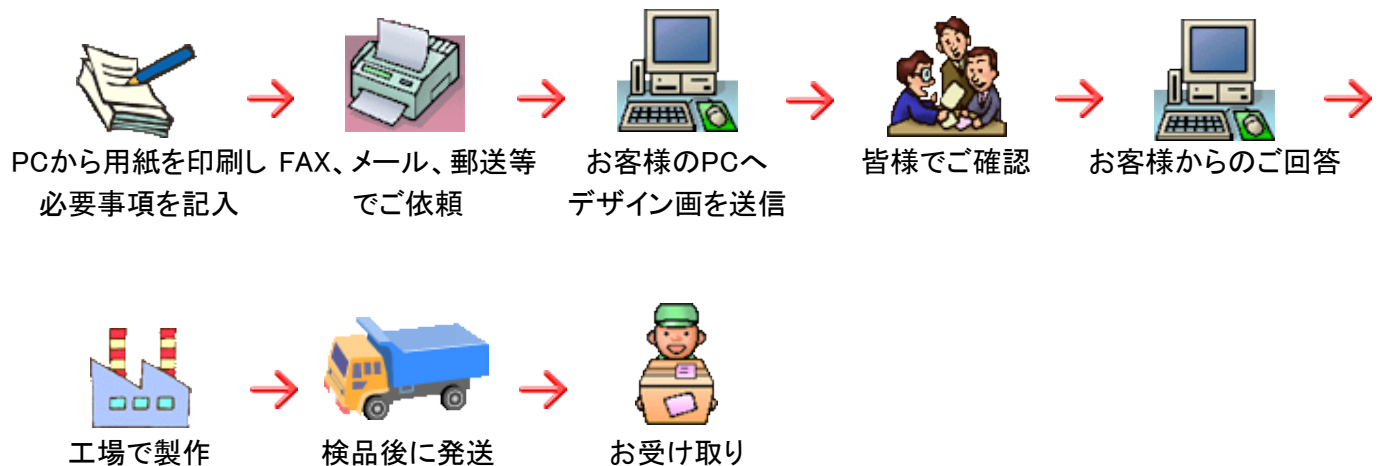 PCから用紙を印刷し
必要事項を記入
FAX、メール、郵送等
でご依頼
お客様のPCへ
デザイン画を送信
皆様でご確認
お客様からのご回答
工場で製作
検品後に発送
お受け取り